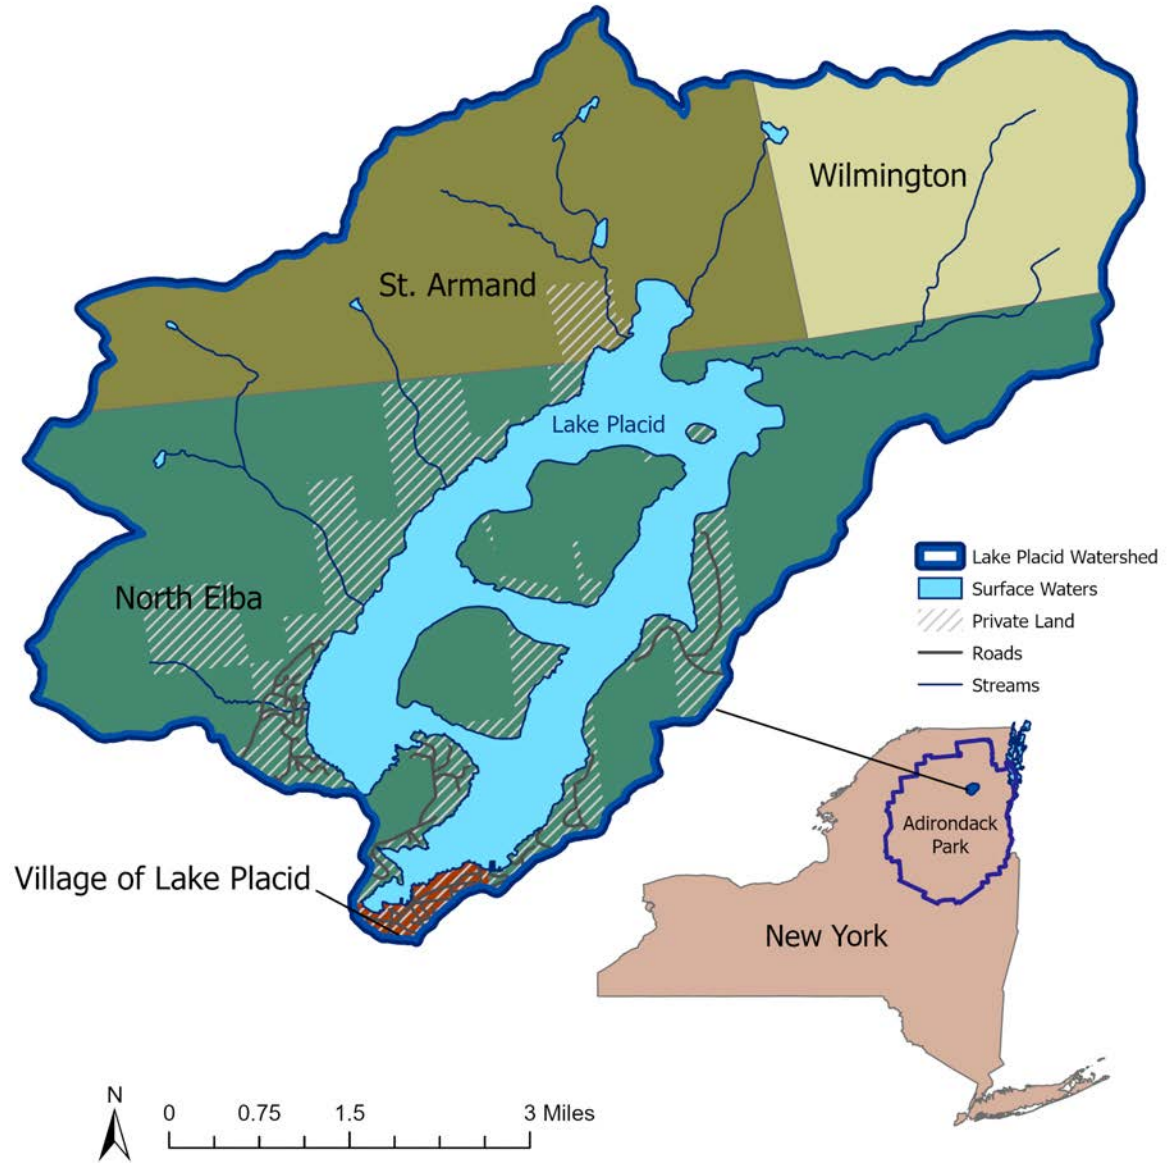 Wilmington
St. Armand
Lake Placid
North Elba
Village of Lake Placid
Lake Placid Watershed
Surface Waters
Private Land
Roads
Streams
Adirondack
Park
New York
N
0 0.75 1.5 3 Miles